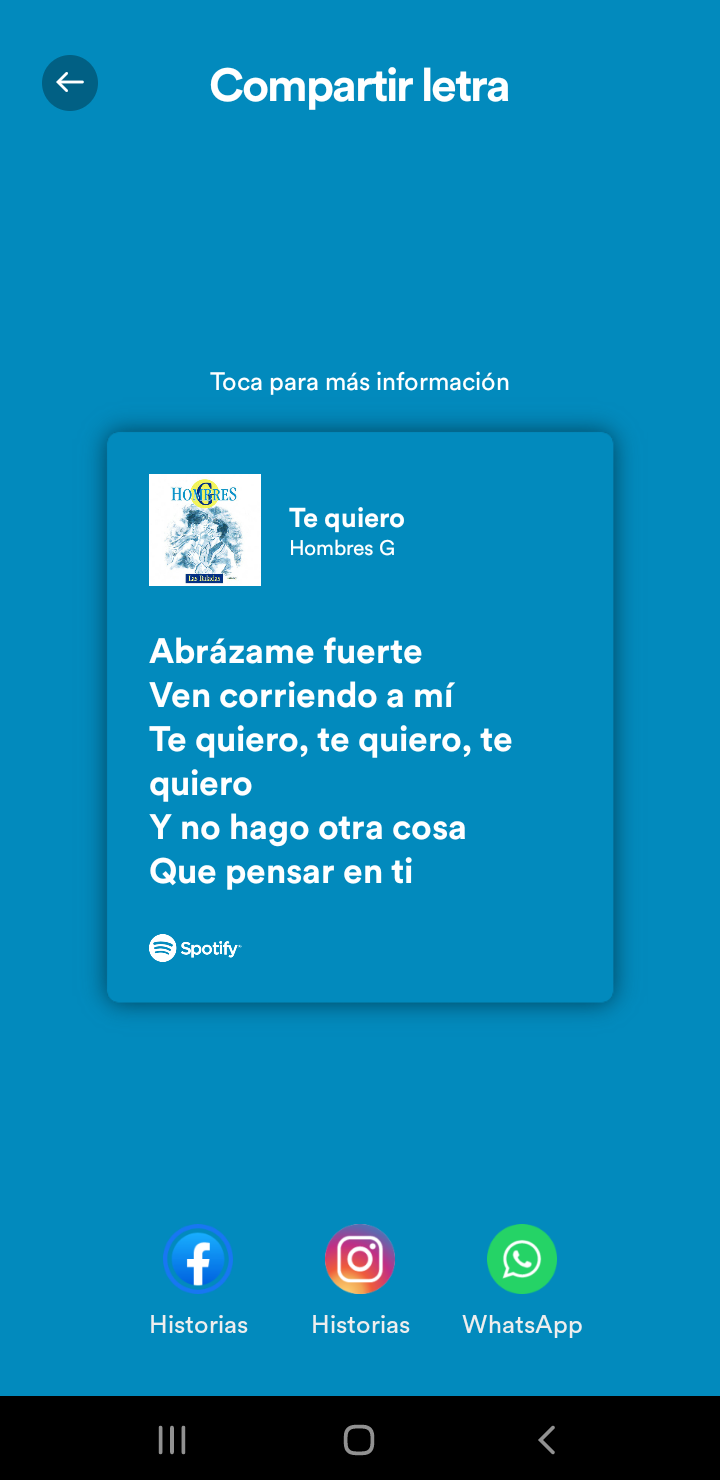 Compartir letra
Toca para más información
HOMBRES G
Las Baladas
Te quiero
Hombres G
Abrázame fuerte
Ven corriendo a mí
Te quiero, te quiero, te
quiero
Y no hago otra cosa
Que pensar en ti
Spotify
Historias
Historias
WhatsApp